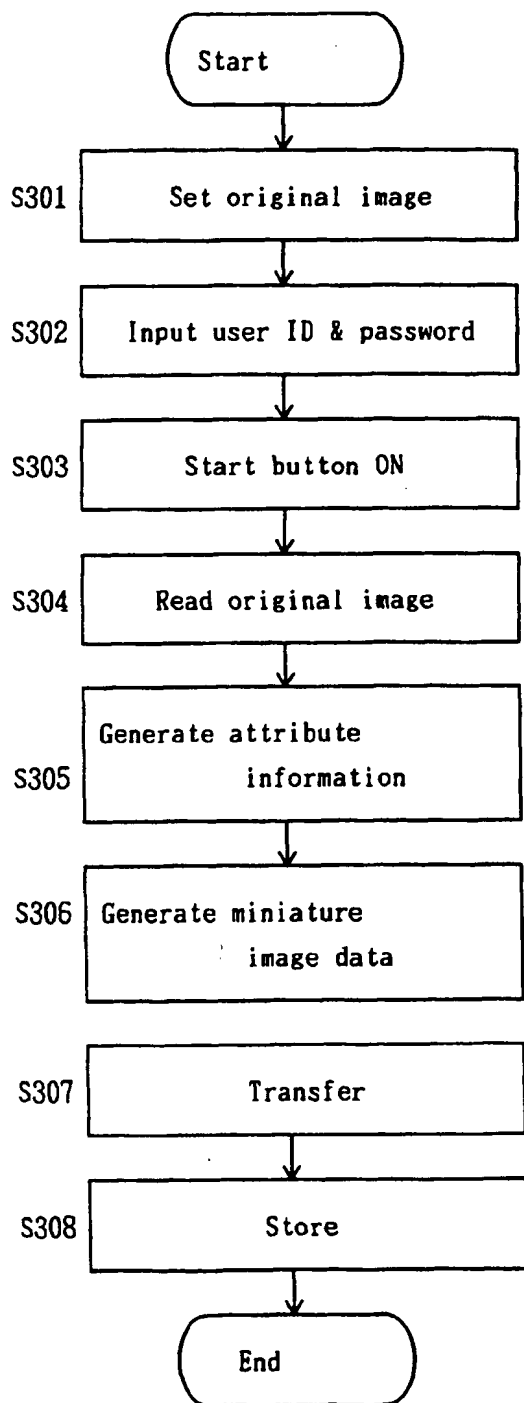 Start
S301 Set original image
S302 Input user ID & password
S303 Start button ON
S304 Read original image
Generate attribute
S305 information
S306 Generate miniature
image data
S307 Transfer
S308 Store
End